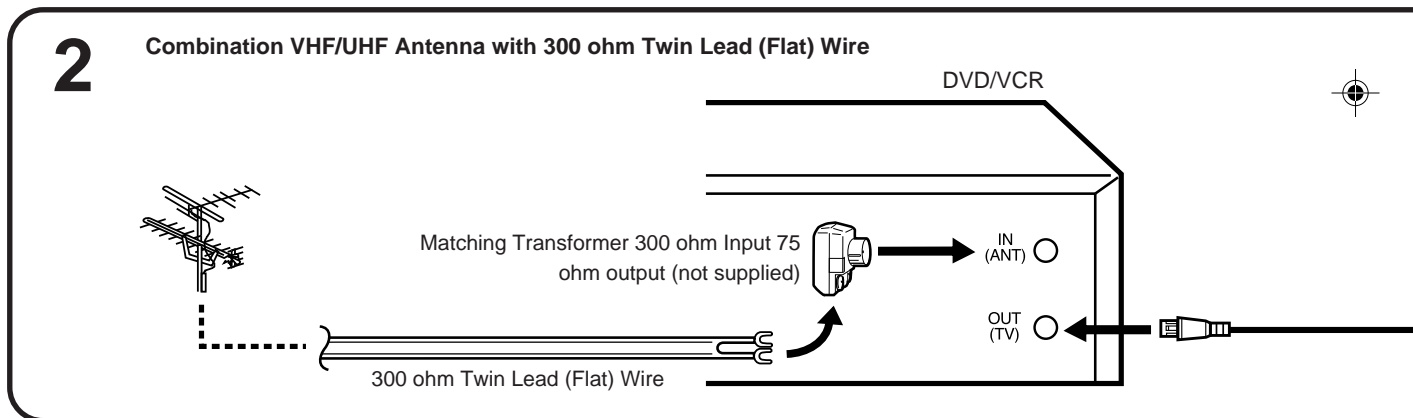 2
Combination VHF/UHF Antenna with 300 ohm Twin Lead (Flat) Wire
DVD/VCR
Matching Transformer 300 ohm Input 75
ohm output (not supplied)
IN
(ANT)
OUT
(TV)
300 ohm Twin Lead (Flat) Wire